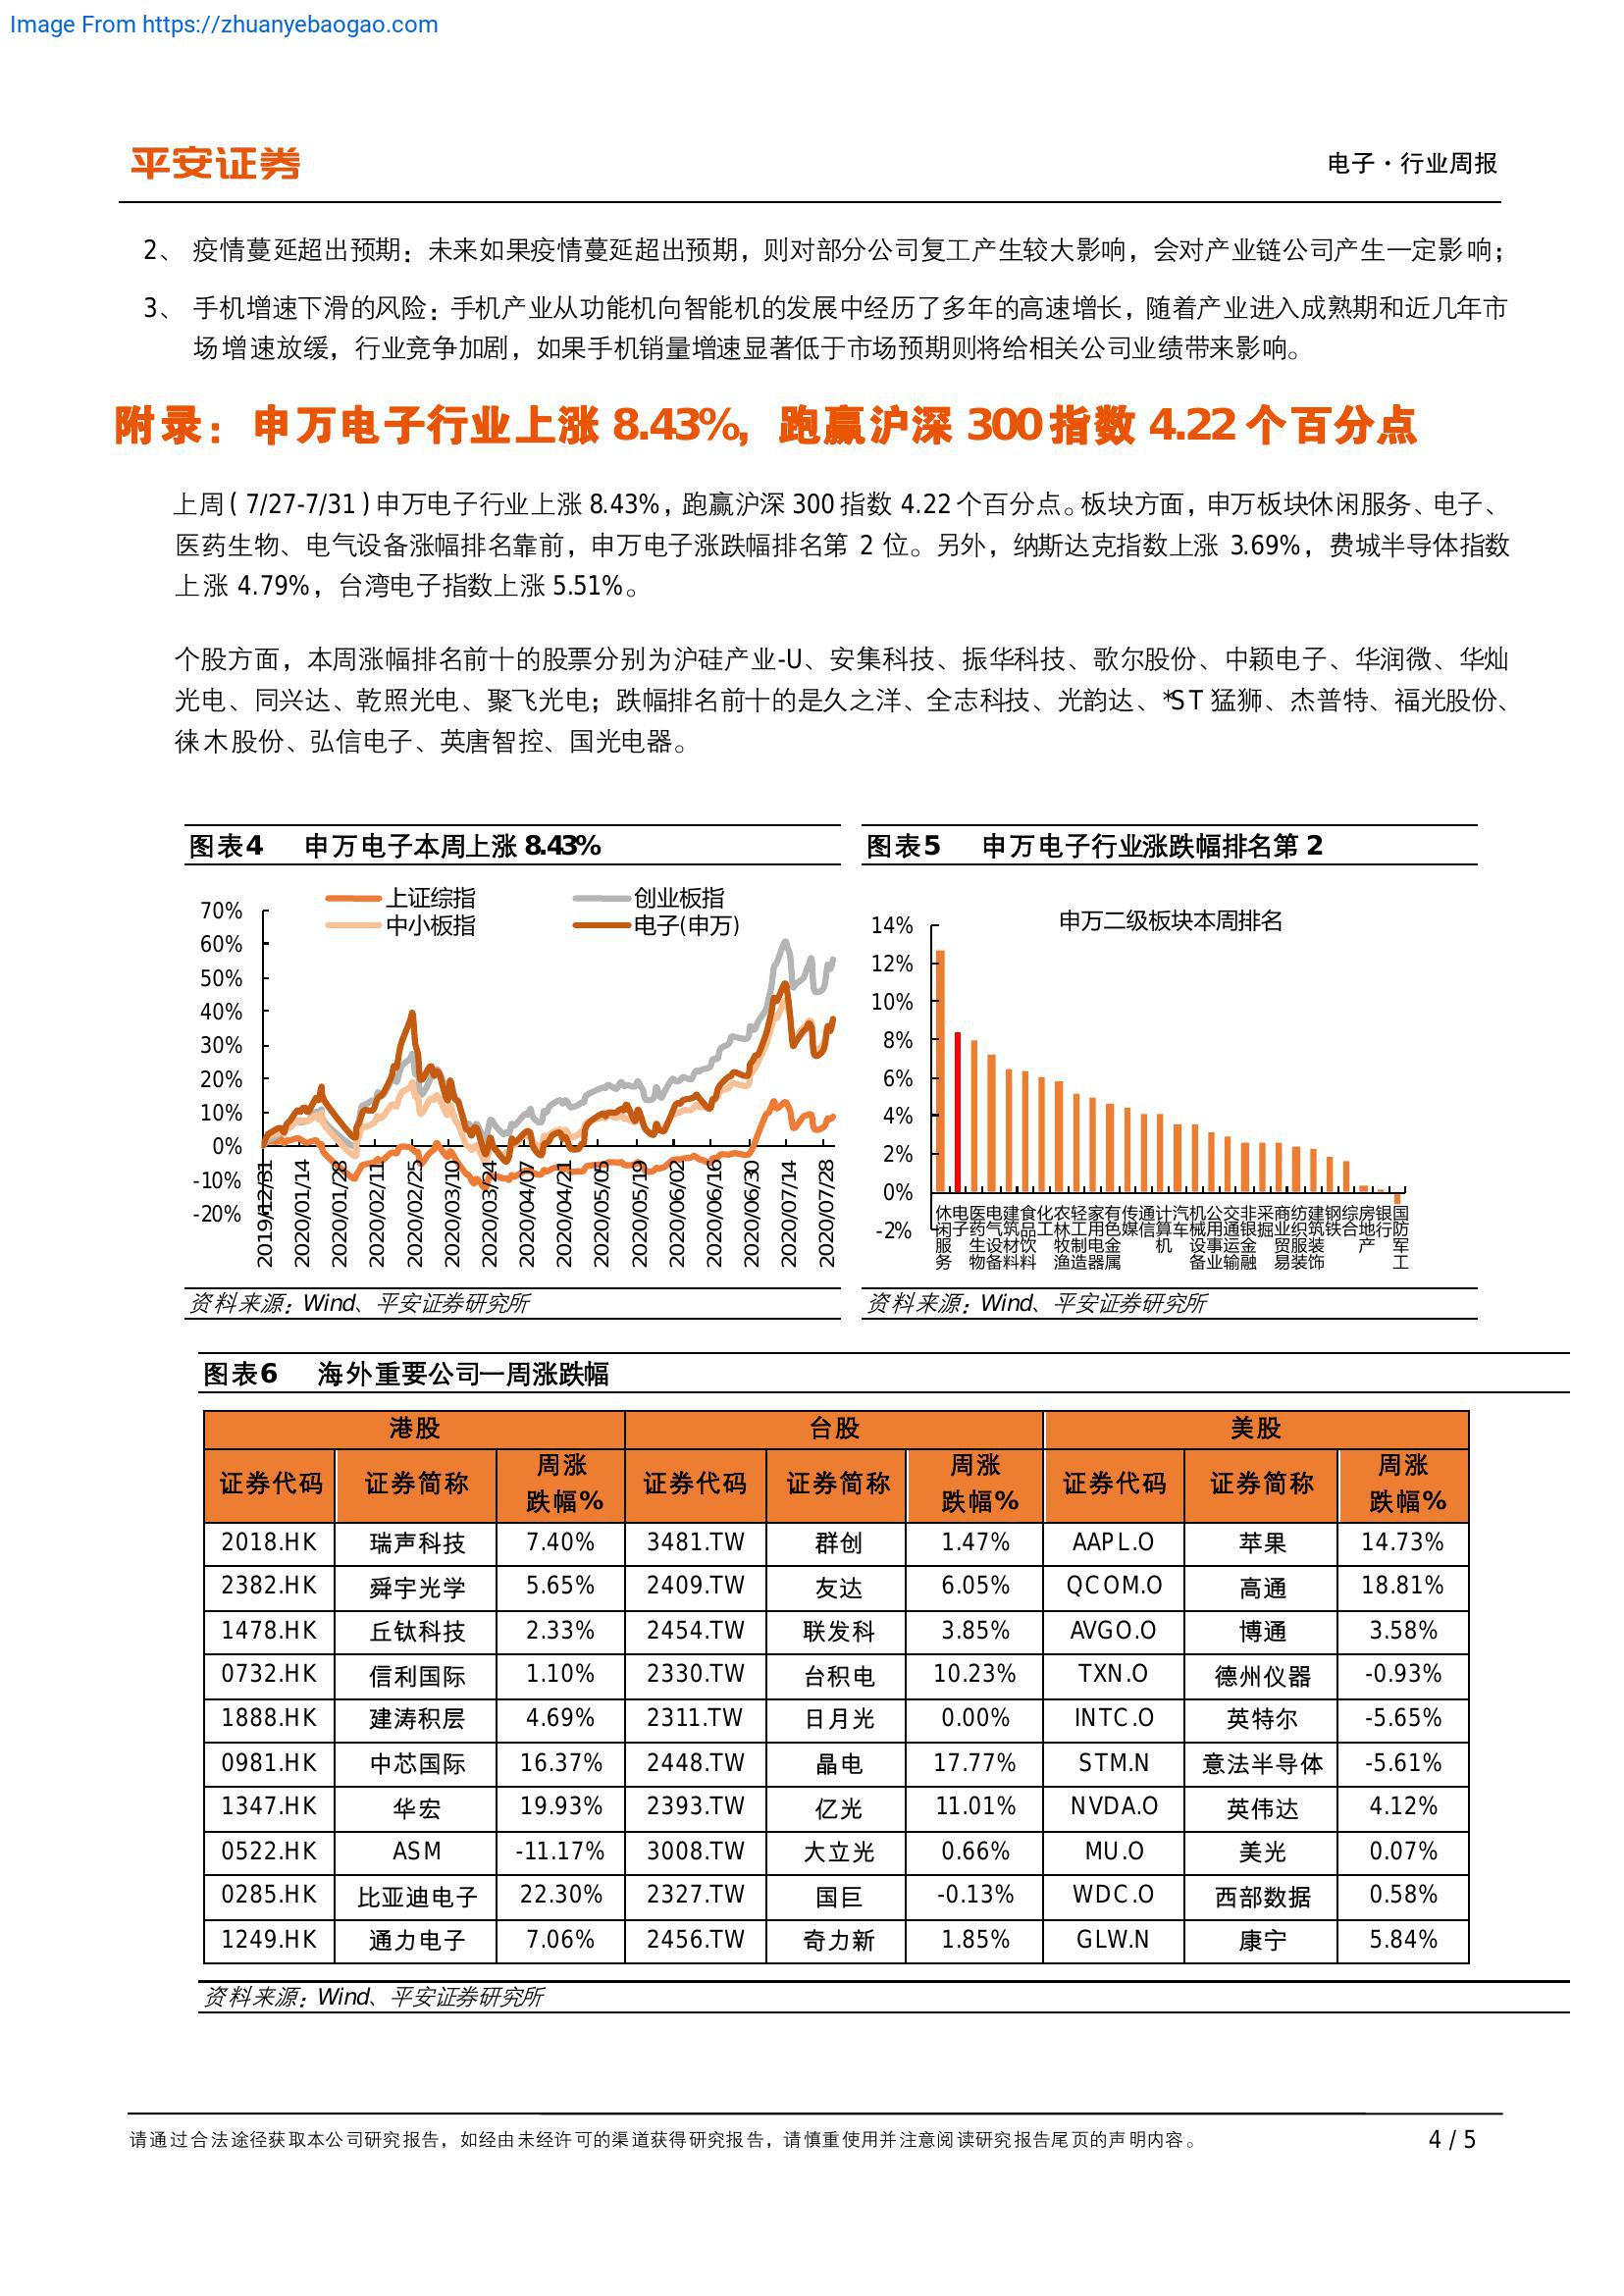 Image From https://zhuanyebaogao.com
平安证券
电子·行业周报
2、 疫情蔓延超出预期：未来如果疫情蔓延超出预期，则对部分公司复工产生较大影响，会对产业链公司产生一定影响；
3、 手机增速下滑的风险：手机产业从功能机向智能机的发展中经历了多年的高速增长，随着产业进入成熟期和近几年市
场增速放缓，行业竞争加剧，如果手机销量增速显著低于市场预期则将给相关公司业绩带来影响。
附录：申万电子行业上涨 8.43%，跑赢沪深 300 指数 4.22 个百分点
上周（7/27-7/31）申万电子行业上涨 8.43%，跑赢沪深 300 指数 4.22 个百分点。板块方面，申万板块休闲服务、电子、
医药生物、电气设备涨幅排名靠前，申万电子涨跌幅排名第 2 位。另外，纳斯达克指数上涨 3.69%，费城半导体指数
上涨 4.79%，台湾电子指数上涨 5.51%。
个股方面，本周涨幅排名前十的股票分别为沪硅产业-U、安集科技、振华科技、歌尔股份、中颖电子、华润微、华灿
光电、同兴达、乾照光电、聚飞光电；跌幅排名前十的是久之洋、全志科技、光韵达、*ST 猛狮、杰普特、福光股份、
徕木股份、弘信电子、英唐智控、国光电器。
图表4 申万电子本周上涨 8.43%
上证综指 创业板指
中小板指 电子(申万)
70%
60%
50%
40%
30%
20%
10%
0%
-10%
-20%
2019/12/31 2020/01/14 2020/01/28 2020/02/11 2020/02/25 2020/03/10 2020/03/24 2020/04/07 2020/04/21 2020/05/05 2020/05/19 2020/06/02 2020/06/16 2020/06/30 2020/07/14 2020/07/28
资料来源：Wind、平安证券研究所
图表5 申万电子行业涨跌幅排名第 2
申万二级板块本周排名
14%
12%
10%
8%
6%
4%
2%
0%
-2%
休闲服务 电子 医药生物 电气设备 建筑材料 食品饮料 化工 农林牧渔 轻工制造 家用电器 有色金属 传媒 通信 计算机 汽车 机械设备 公用事业 交通运输 非银金融 采掘 商业贸易 纺织服装 建筑装饰 钢铁 综合 房地产 银行 国防军工
资料来源：Wind、平安证券研究所
图表6 海外重要公司一周涨跌幅
港股 台股 美股
证券代码 证券简称 周涨跌幅% 证券代码 证券简称 周涨跌幅% 证券代码 证券简称 周涨跌幅%
2018.HK 瑞声科技 7.40% 3481.TW 群创 1.47% AAPL.O 苹果 14.73%
2382.HK 舜宇光学 5.65% 2409.TW 友达 6.05% QCOM.O 高通 18.81%
1478.HK 丘钛科技 2.33% 2454.TW 联发科 3.85% AVGO.O 博通 3.58%
0732.HK 信利国际 1.10% 2330.TW 台积电 10.23% TXN.O 德州仪器 -0.93%
1888.HK 建涛积层 4.69% 2311.TW 日月光 0.00% INTC.O 英特尔 -5.65%
0981.HK 中芯国际 16.37% 2448.TW 晶电 17.77% STM.N 意法半导体 -5.61%
1347.HK 华宏 19.93% 2393.TW 亿光 11.01% NVDA.O 英伟达 4.12%
0522.HK ASM -11.17% 3008.TW 大立光 0.66% MU.O 美光 0.07%
0285.HK 比亚迪电子 22.30% 2327.TW 国巨 -0.13% WDC.O 西部数据 0.58%
1249.HK 通力电子 7.06% 2456.TW 奇力新 1.85% GLW.N 康宁 5.84%
资料来源：Wind、平安证券研究所
请通过合法途径获取本公司研究报告，如经由未经许可的渠道获得研究报告，请慎重使用并注意阅读研究报告尾页的声明内容。
4 / 5